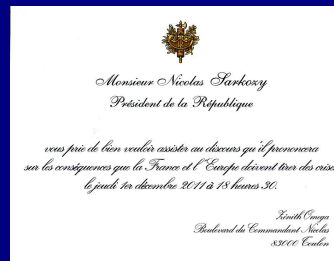 Monsieur Nicolas Sarkozy
Président de la République
vous prie de bien vouloir assister au discours qu'il prononcera
sur les conséquences que la France et l'Europe doivent tirer des crises
le jeudi 1er décembre 2011 à 18 heures 30.
Zénith Omega
Boulevard du Commandant Nicolas
83000 Toulon